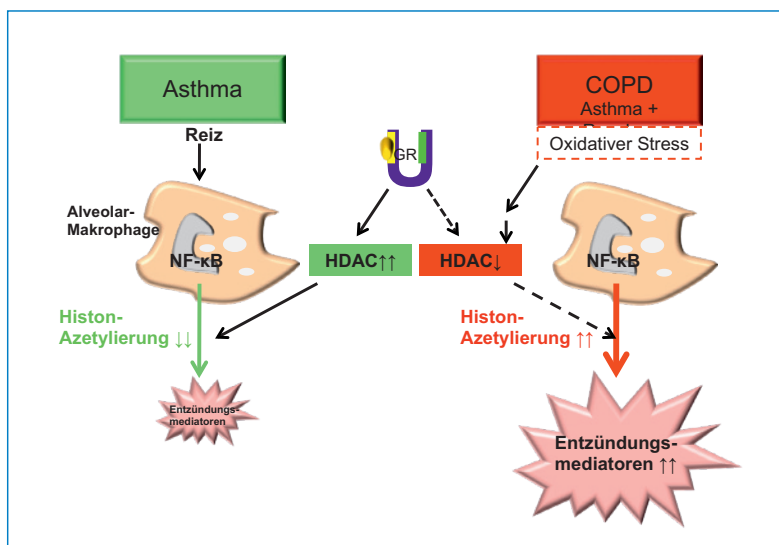 Asthma
COPD
Asthma +
Reiz
GR
Oxidativer Stress
Alveolar-
Makrophage
NF-κB
HDAC↑↑
HDAC↓
NF-κB
Histon-
Azetylierung ↓↓
Histon-
Azetylierung ↑↑
Entzündungs-
mediatoren
Entzündungs-
mediatoren ↑↑